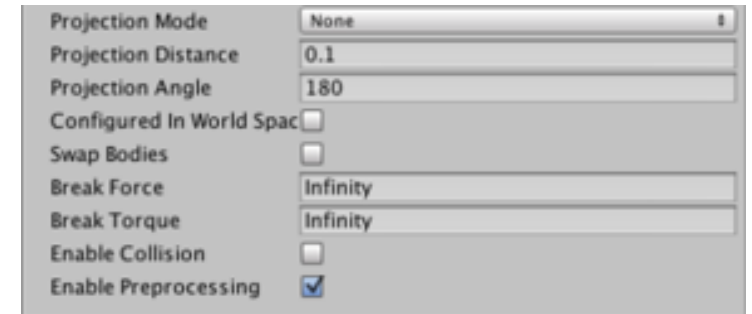 Projection Mode None
Projection Distance 0.1
Projection Angle 180
Configured In World Spac
Swap Bodies
Break Force Infinity
Break Torque Infinity
Enable Collision
Enable Preprocessing